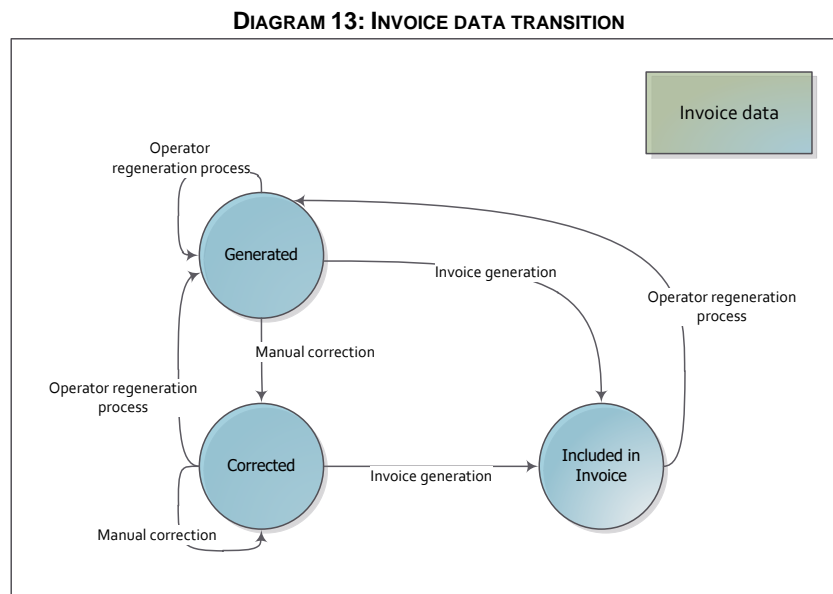 DIAGRAM 13: INVOICE DATA TRANSITION
Invoice data
Operator
regeneration process
Generated
Invoice generation
Operator regeneration
process
Manual correction
Operator regeneration
process
Corrected
Invoice generation
Included in
Invoice
Manual correction